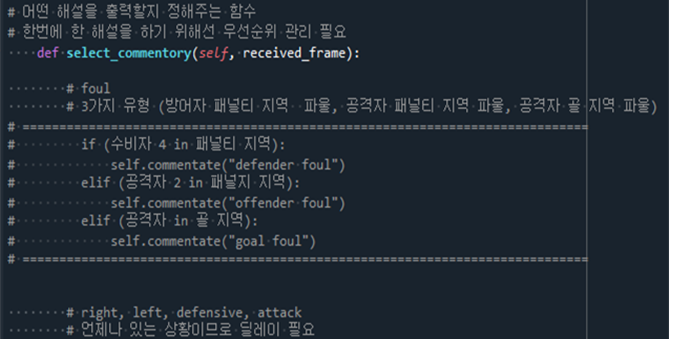 # 어떤 해설을 출력할지 정해주는 함수
# 한번에 한 해설을 하기 위해선 우선순위 관리 필요
def select_commentory(self, received_frame):
# foul
# 3가지 유형 (방어자 패널티 지역 파울, 공격자 패널티 지역 파울, 공격자 골 지역 파울)
# ====================================================================
# if (수비자 4 in 패널티 지역):
# self.commentate("defender foul")
# elif (공격자 2 in 패널지 지역):
# self.commentate("offender foul")
# elif (공격자 in 골 지역):
# self.commentate("goal foul")
# ====================================================================
# right, left, defensive, attack
# 언제나 있는 상황이므로 딜레이 필요